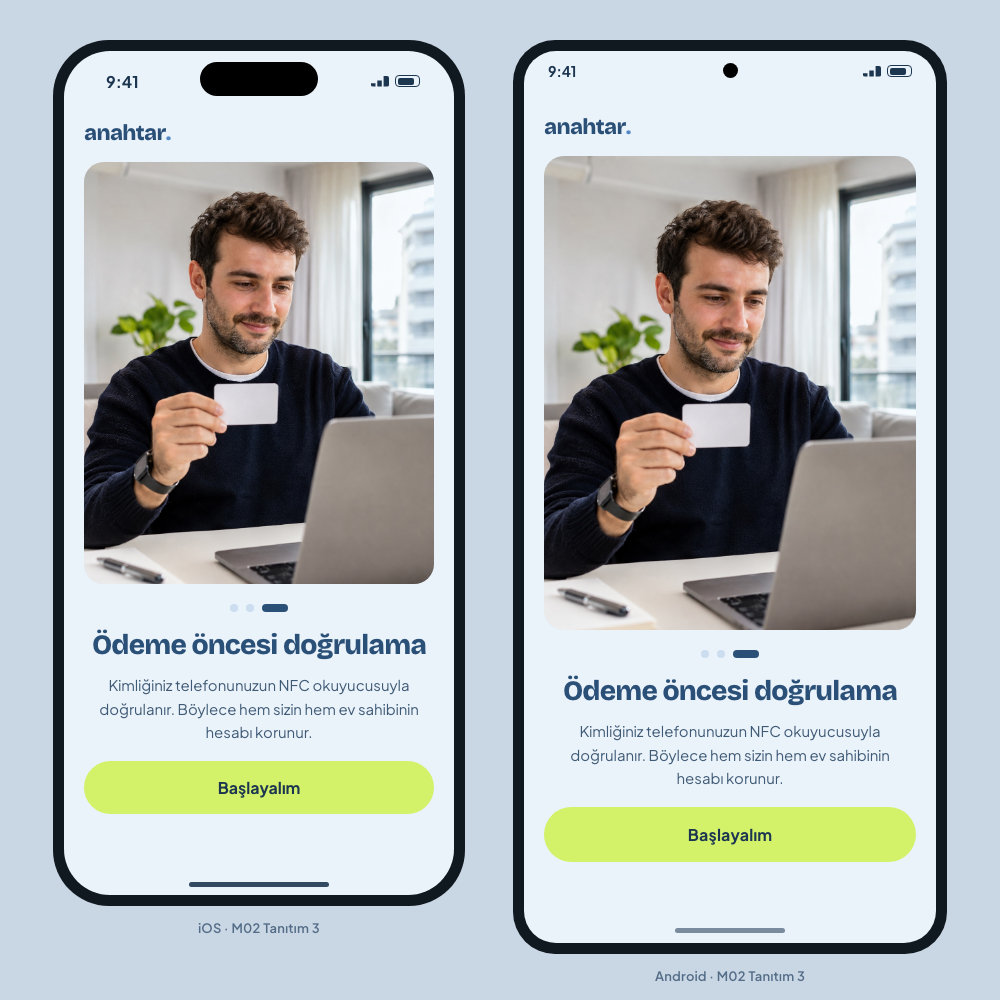 9:41
anahtar.
Ödeme öncesi doğrulama
Kimliğiniz telefonunuzun NFC okuyucusuyla
doğrulanır. Böylece hem sizin hem ev sahibinin
hesabı korunur.
Başlayalım
iOS · M02 Tanıtım 3
9:41
anahtar.
Ödeme öncesi doğrulama
Kimliğiniz telefonunuzun NFC okuyucusuyla
doğrulanır. Böylece hem sizin hem ev sahibinin
hesabı korunur.
Başlayalım
Android · M02 Tanıtım 3